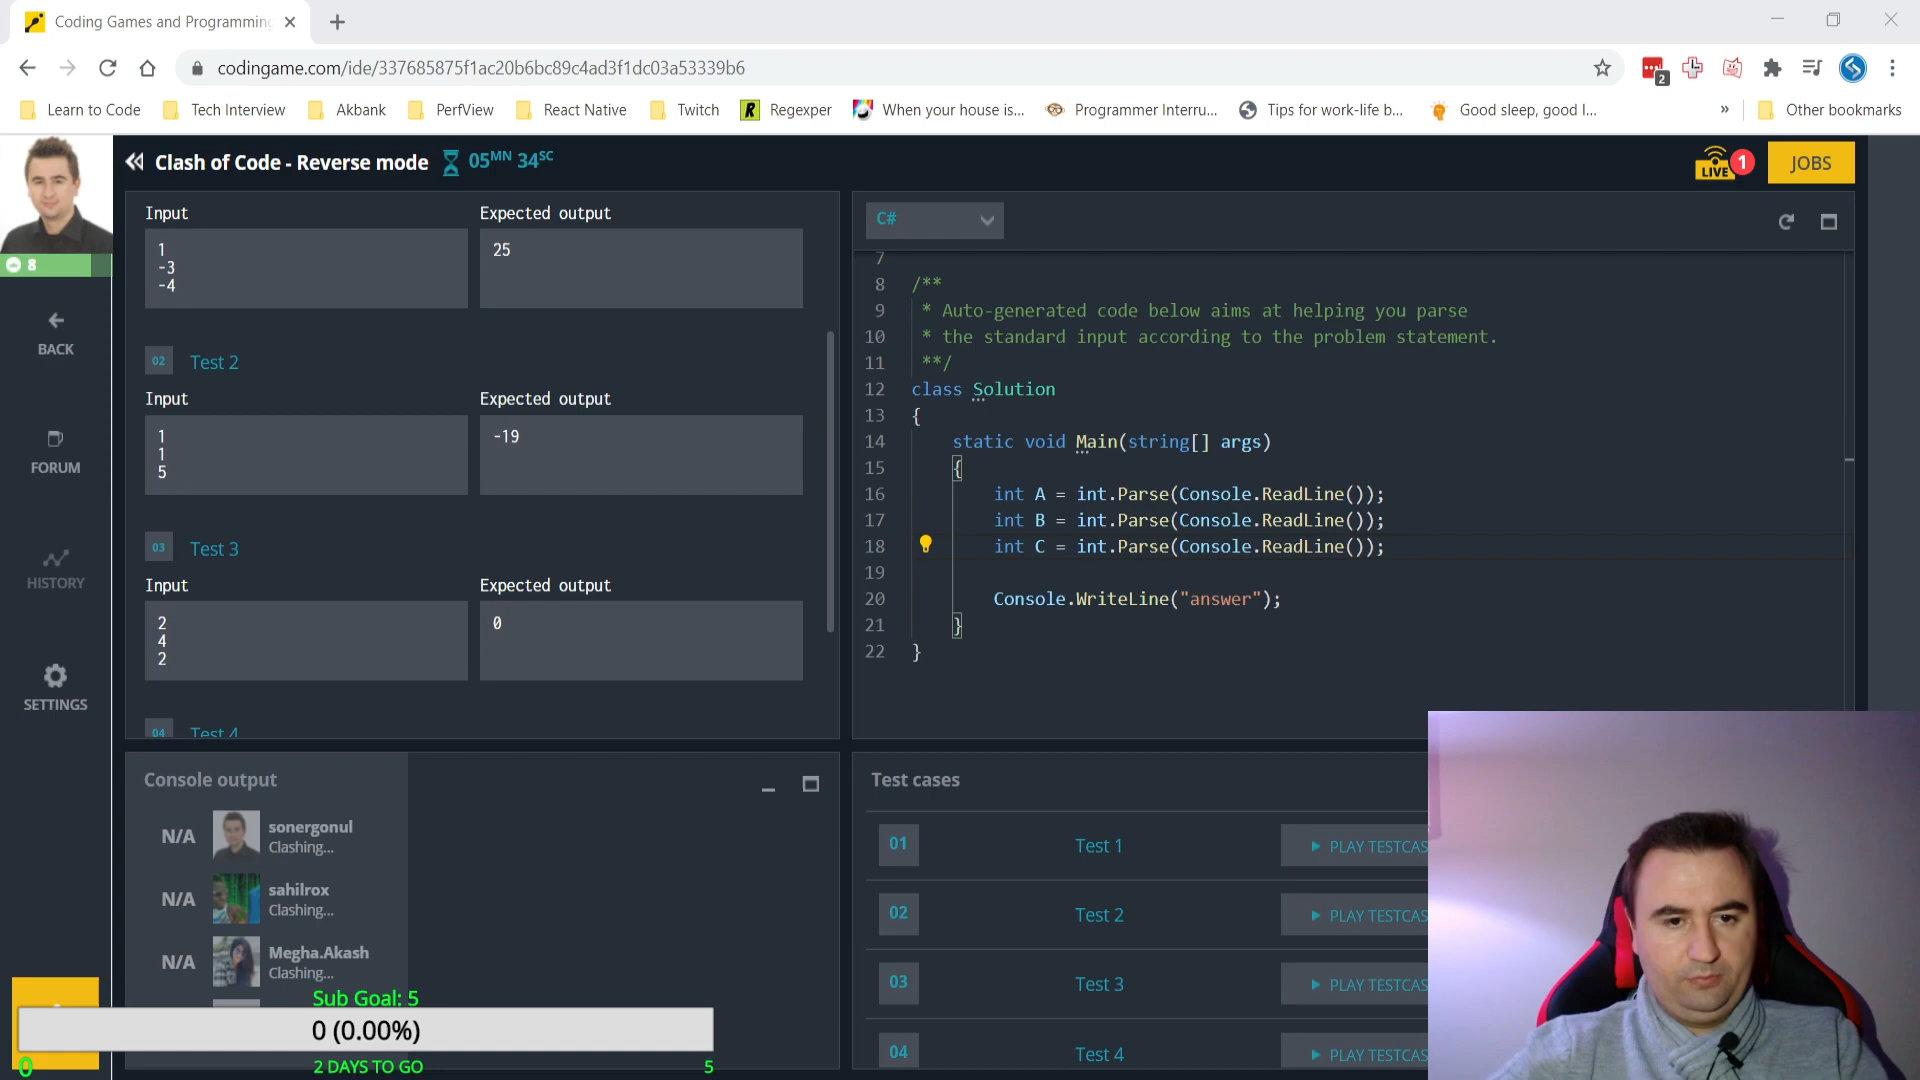 Coding Games and Programming
codingame.com/ide/337685875f1ac20b6bc89c4ad3f1dc03a53339b6
2
Learn to Code
Tech Interview
Akbank
PerfView
React Native
Twitch
R
Regexper
When your house is...
Programmer Interru...
Tips for work-life b...
Good sleep, good l...
»
Other bookmarks
Clash of Code - Reverse mode
05MN 34SC
LIVE
1
JOBS
8
BACK
FORUM
HISTORY
SETTINGS
Input
Expected output
1
-3
-4
25
02
Test 2
Input
Expected output
1
1
5
-19
03
Test 3
Input
Expected output
2
4
2
0
04
Test 4
C#
7
8 /**
9 * Auto-generated code below aims at helping you parse
10 * the standard input according to the problem statement.
11 **/
12 class Solution
13 {
14 static void Main(string[] args)
15 {
16 int A = int.Parse(Console.ReadLine());
17 int B = int.Parse(Console.ReadLine());
18 int C = int.Parse(Console.ReadLine());
19
20 Console.WriteLine("answer");
21 }
22 }
Console output
N/A
sonergonul
Clashing...
N/A
sahilrox
Clashing...
N/A
Megha.Akash
Clashing...
Sub Goal: 5
0 (0.00%)
0
2 DAYS TO GO
5
Test cases
01
Test 1
PLAY TESTCAS
02
Test 2
PLAY TESTCAS
03
Test 3
PLAY TESTCAS
04
Test 4
PLAY TESTCAS